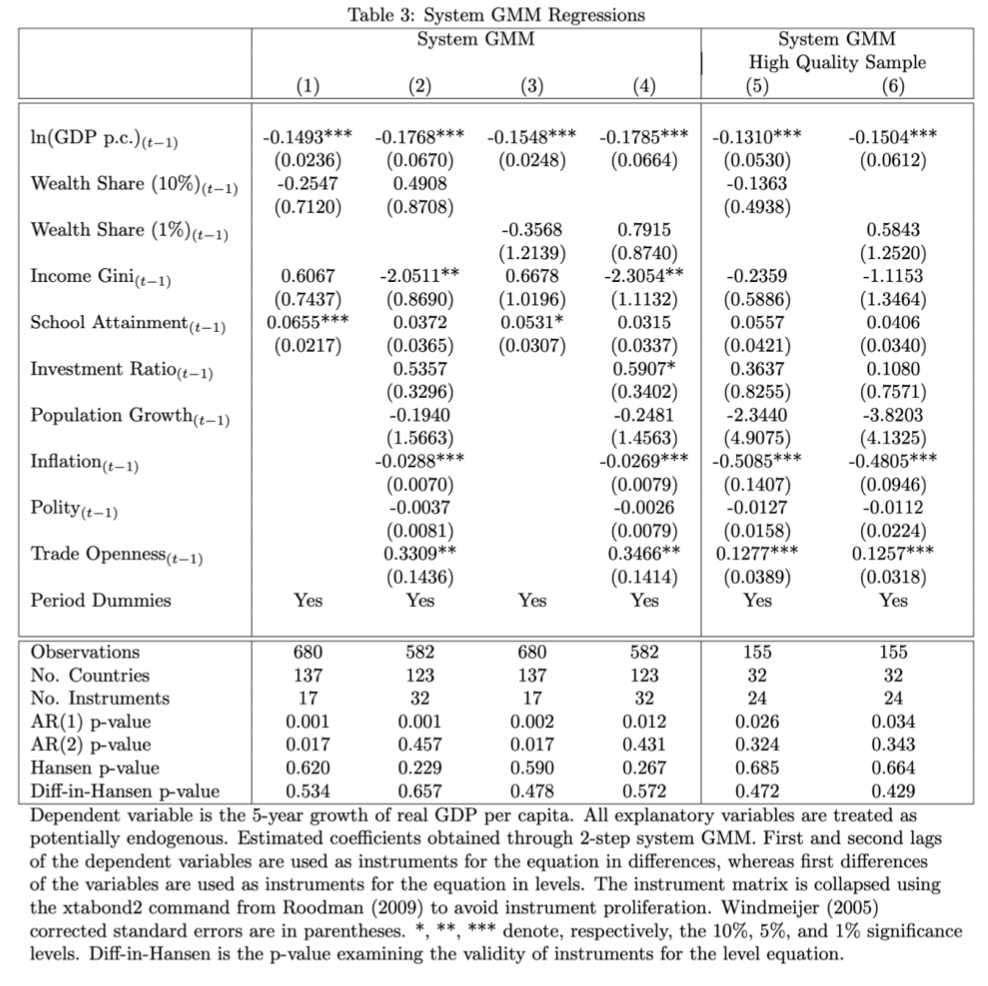 Table 3: System GMM Regressions
System GMM System GMM
High Quality Sample
(1) (2) (3) (4) (5) (6)
ln(GDP p.c.)(t−1) -0.1493*** -0.1768*** -0.1548*** -0.1785*** -0.1310*** -0.1504***
(0.0236) (0.0670) (0.0248) (0.0664) (0.0530) (0.0612)
Wealth Share (10%)(t−1) -0.2547 0.4908 -0.1363
(0.7120) (0.8708) (0.4938)
Wealth Share (1%)(t−1) -0.3568 0.7915 0.5843
(1.2139) (0.8740) (1.2520)
Income Gini(t−1) 0.6067 -2.0511** 0.6678 -2.3054** -0.2359 -1.1153
(0.7437) (0.8690) (1.0196) (1.1132) (0.5886) (1.3464)
School Attainment(t−1) 0.0655*** 0.0372 0.0531* 0.0315 0.0557 0.0406
(0.0217) (0.0365) (0.0307) (0.0337) (0.0421) (0.0340)
Investment Ratio(t−1) 0.5357 0.5907* 0.3637 0.1080
(0.3296) (0.3402) (0.8255) (0.7571)
Population Growth(t−1) -0.1940 -0.2481 -2.3440 -3.8203
(1.5663) (1.4563) (4.9075) (4.1325)
Inflation(t−1) -0.0288*** -0.0269*** -0.5085*** -0.4805***
(0.0070) (0.0079) (0.1407) (0.0946)
Polity(t−1) -0.0037 -0.0026 -0.0127 -0.0112
(0.0081) (0.0079) (0.0158) (0.0224)
Trade Openness(t−1) 0.3309** 0.3466** 0.1277*** 0.1257***
(0.1436) (0.1414) (0.0389) (0.0318)
Period Dummies Yes Yes Yes Yes Yes Yes
Observations 680 582 680 582 155 155
No. Countries 137 123 137 123 32 32
No. Instruments 17 32 17 32 24 24
AR(1) p-value 0.001 0.001 0.002 0.012 0.026 0.034
AR(2) p-value 0.017 0.457 0.017 0.431 0.324 0.343
Hansen p-value 0.620 0.229 0.590 0.267 0.685 0.664
Diff-in-Hansen p-value 0.534 0.657 0.478 0.572 0.472 0.429
Dependent variable is the 5-year growth of real GDP per capita. All explanatory variables are treated as
potentially endogenous. Estimated coefficients obtained through 2-step system GMM. First and second lags
of the dependent variables are used as instruments for the equation in differences, whereas first differences
of the variables are used as instruments for the equation in levels. The instrument matrix is collapsed using
the xtabond2 command from Roodman (2009) to avoid instrument proliferation. Windmeijer (2005)
corrected standard errors are in parentheses. *, **, *** denote, respectively, the 10%, 5%, and 1% significance
levels. Diff-in-Hansen is the p-value examining the validity of instruments for the level equation.